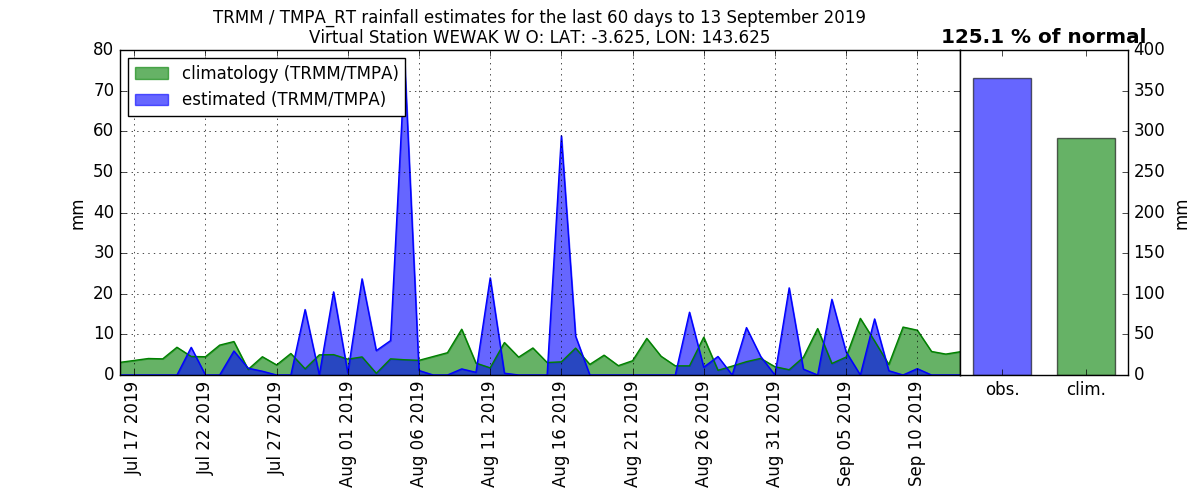 TRMM / TMPA_RT rainfall estimates for the last 60 days to 13 September 2019
Virtual Station WEWAK W O: LAT: -3.625, LON: 143.625
125.1 % of normal
climatology (TRMM/TMPA)
estimated (TRMM/TMPA)
80
70
60
50
40
30
20
10
0
mm
Jul 17 2019
Jul 22 2019
Jul 27 2019
Aug 01 2019
Aug 06 2019
Aug 11 2019
Aug 16 2019
Aug 21 2019
Aug 26 2019
Aug 31 2019
Sep 05 2019
Sep 10 2019
obs.
clim.
400
350
300
250
200
150
100
50
0
mm